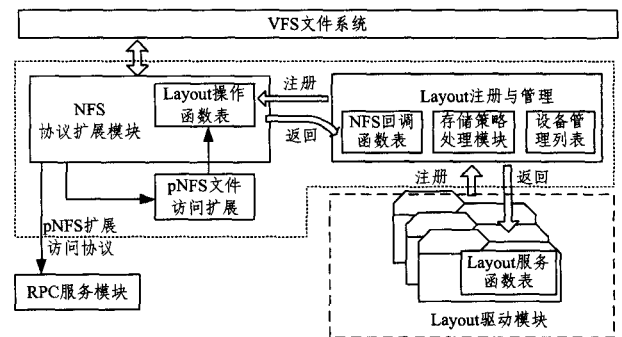 VFS文件系统
NFS
协议扩展模块
Layout操作
函数表
注册
返回
Layout注册与管理
NFS回调
函数表
存储策略
处理模块
设备管
理列表
pNFS文件
访问扩展
注册
返回
pNFS扩展
访问协议
RPC服务模块
Layout服务
函数表
Layout驱动模块